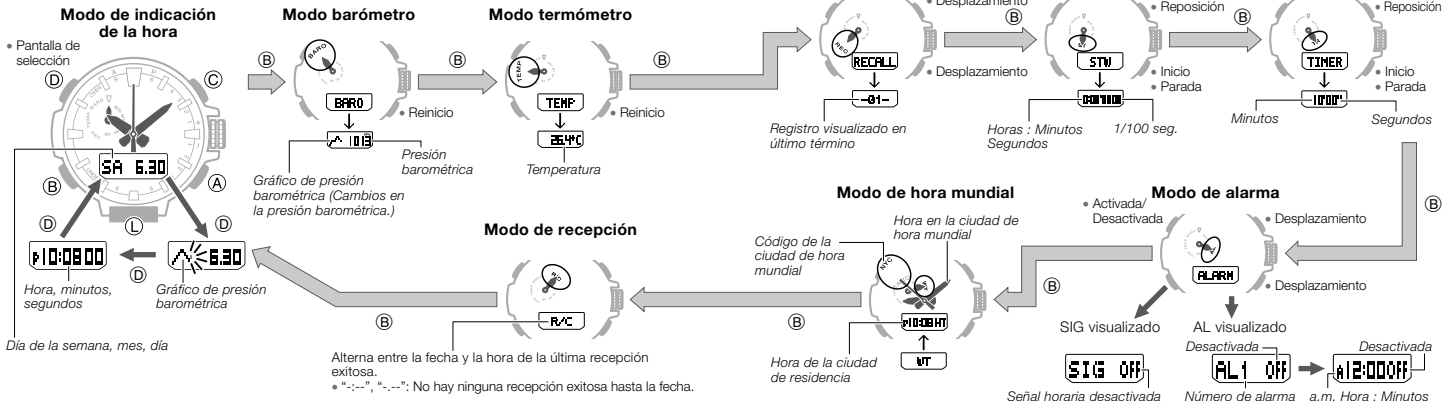 Modo de indicación
de la hora
• Pantalla de
selección
D
C
B
A
D
L
D
SA 6.30
P 10:08 00
6.30
D
Hora, minutos,
segundos
Gráfico de presión
barométrica
Día de la semana, mes, día
B
Modo barómetro
BARO
BARO
1013
• Reinicio
Gráfico de presión
barométrica (Cambios en
la presión barométrica.)
Presión
barométrica
B
Modo termómetro
TEMP
TEMP
26.4°C
• Reinicio
Temperatura
B
• Desplazamiento
REC
RECALL
-01-
• Desplazamiento
Registro visualizado en
último término
B
• Reposición
STW
• Inicio
• Parada
Horas : Minutos
Segundos
1/100 seg.
B
• Reposición
TIMER
10'00"
• Inicio
• Parada
Minutos
Segundos
B
Modo de alarma
• Activada/
Desactivada
• Desplazamiento
ALARM
• Desplazamiento
SIG visualizado
AL visualizado
SIG OFF
Señal horaria desactivada
Desactivada
AL1 OFF
Número de alarma
Desactivada
A12:00OFF
a.m. Hora : Minutos
B
Modo de hora mundial
Código de la
ciudad de hora
mundial
Hora en la ciudad de
hora mundial
NYC
P10:08HT
WT
Hora de la ciudad
de residencia
B
Modo de recepción
R/C
R/C
Alterna entre la fecha y la hora de la última recepción
exitosa.
• “-:--”, “-.--”: No hay ninguna recepción exitosa hasta la fecha.
B